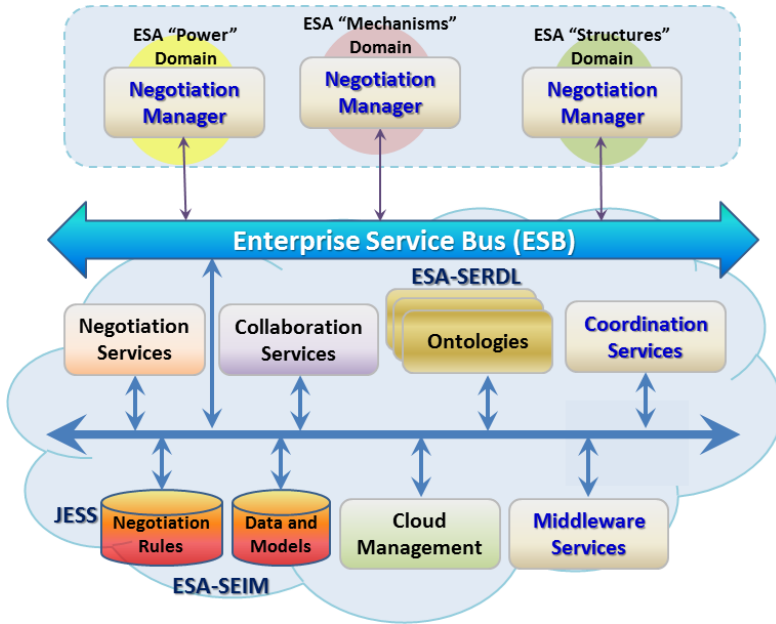 ESA “Power”
Domain
Negotiation
Manager
ESA “Mechanisms”
Domain
Negotiation
Manager
ESA “Structures”
Domain
Negotiation
Manager
Enterprise Service Bus (ESB)
ESA-SERDL
Negotiation
Services
Collaboration
Services
Ontologies
Coordination
Services
JESS
Negotiation
Rules
Data and
Models
Cloud
Management
Middleware
Services
ESA-SEIM